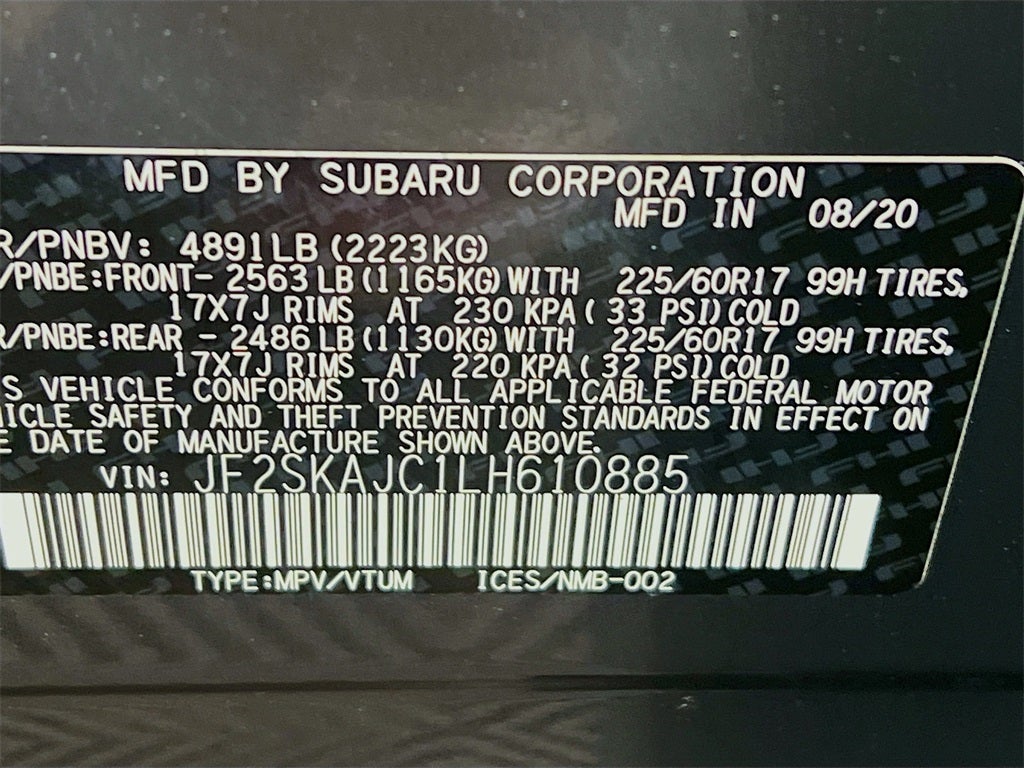 MFD BY SUBARU CORPORATION
MFD IN 08/20
R/PNBV: 4891LB (2223KG)
/PNBE:FRONT- 2563 LB (1165KG) WITH 225/60R17 99H TIRES,
17X7J RIMS AT 230 KPA ( 33 PSI) COLD
R/PNBE:REAR - 2486 LB (1130KG) WITH 225/60R17 99H TIRES,
17X7J RIMS AT 220 KPA ( 32 PSI) COLD
S VEHICLE CONFORMS TO ALL APPLICABLE FEDERAL MOTOR
HICLE SAFETY AND THEFT PREVENTION STANDARDS IN EFFECT ON
E DATE OF MANUFACTURE SHOWN ABOVE.
VIN: JF2SKAJC1LH610885
TYPE:MPV/VTUM ICES/NMB-002